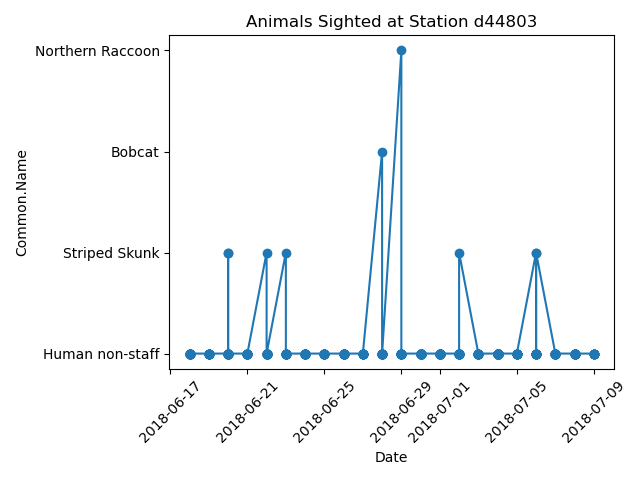 Animals Sighted at Station d44803
Northern Raccoon
Bobcat
Striped Skunk
Human non-staff
Common.Name
2018-06-17
2018-06-21
2018-06-25
2018-06-29
2018-07-01
2018-07-05
2018-07-09
Date